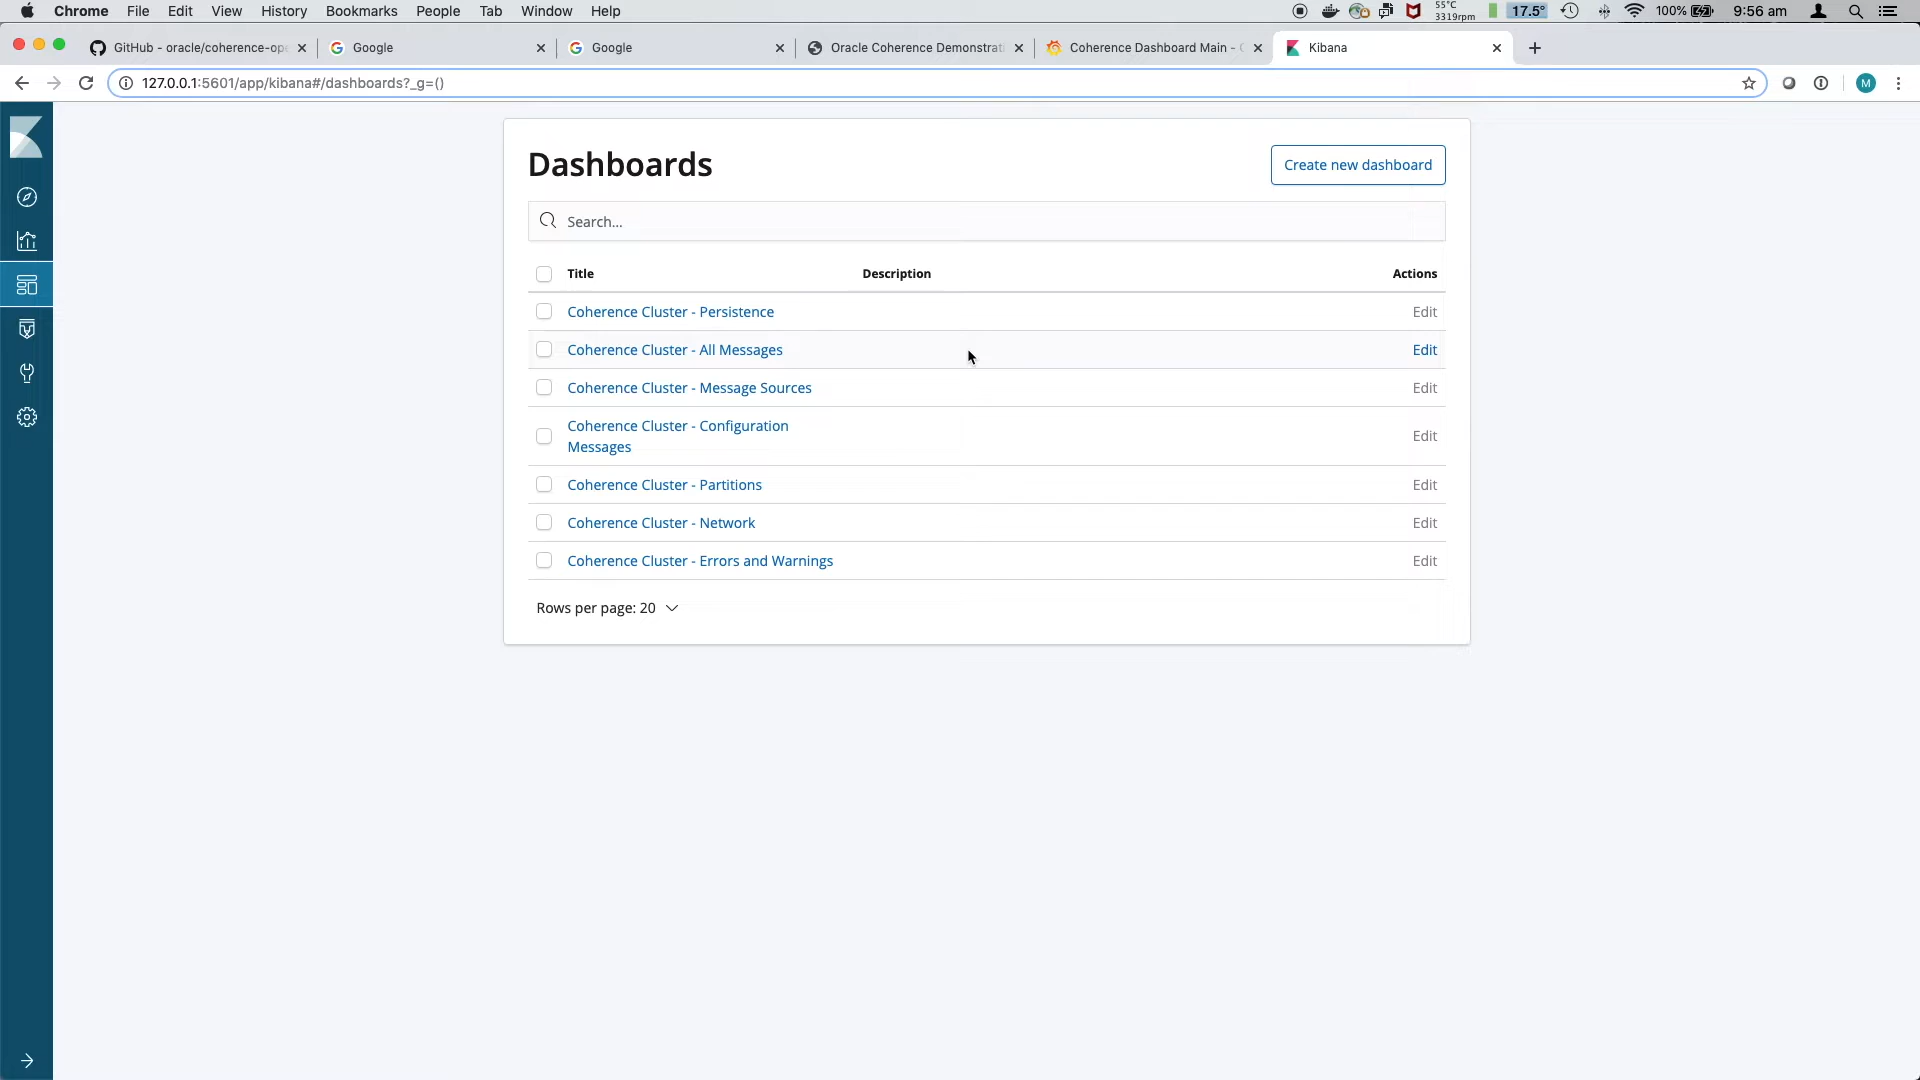 Chrome File Edit View History Bookmarks People Tab Window Help 55°C 3319rpm 17.5° 100% 9:56 am
GitHub - oracle/coherence-ope Google Google Oracle Coherence Demonstrati Coherence Dashboard Main - Kibana
127.0.0.1:5601/app/kibana#/dashboards?_g=() M
Dashboards Create new dashboard
Search...
Title Description Actions
Coherence Cluster - Persistence Edit
Coherence Cluster - All Messages Edit
Coherence Cluster - Message Sources Edit
Coherence Cluster - Configuration
Messages Edit
Coherence Cluster - Partitions Edit
Coherence Cluster - Network Edit
Coherence Cluster - Errors and Warnings Edit
Rows per page: 20